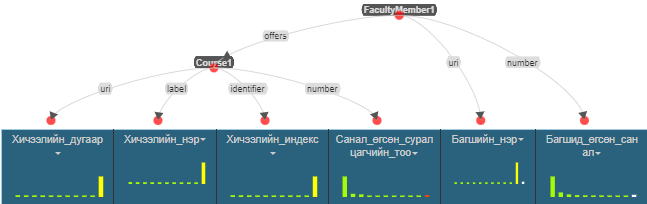 FacultyMember1
offers
Course1
uri
number
uri
label
identifier
number
Хичээлийн_дугаар
Хичээлийн_нэр
Хичээлийн_индекс
Санал_өгсөн_сурал
цагчийн_тоо
Багшийн_нэр
Багшид_өгсөн_сан
ал